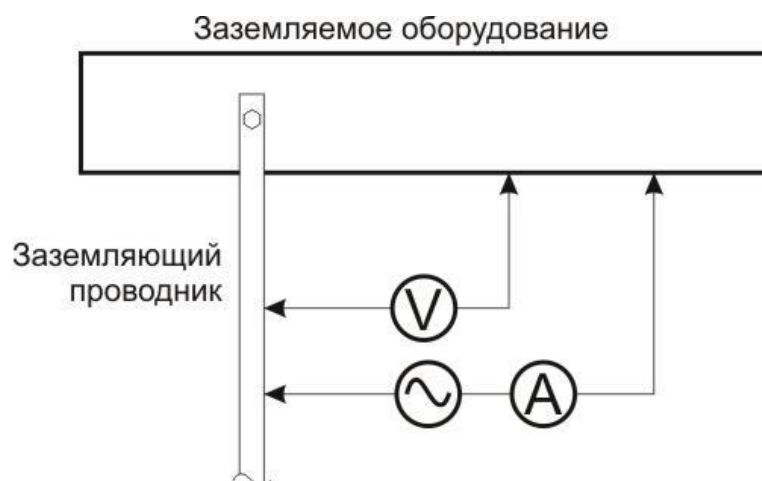 Заземляемое оборудование
Заземляющий
проводник
V
A